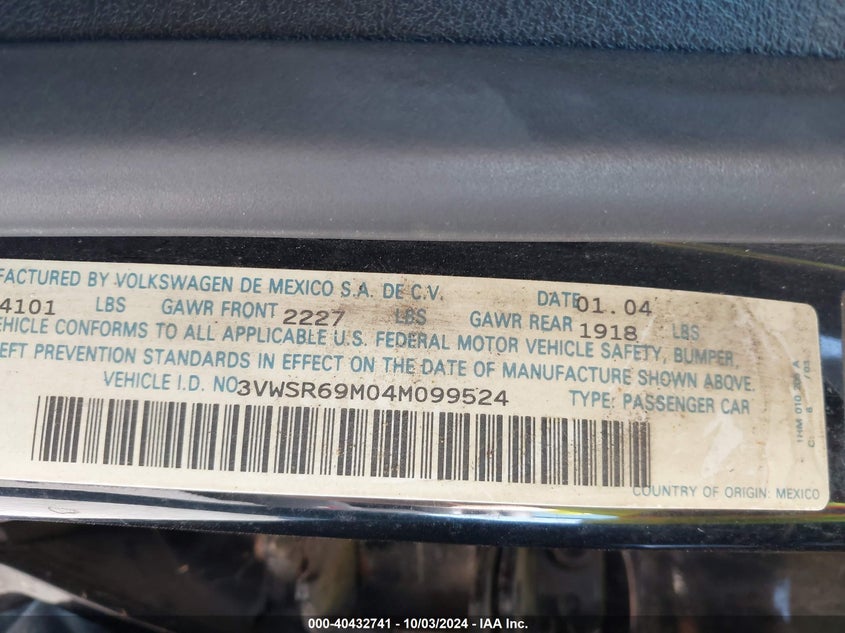 FACTURED BY VOLKSWAGEN DE MEXICO S.A. DE C.V. DATE 01.04
4101 LBS GAWR FRONT 2227 LBS GAWR REAR 1918 LBS
VEHICLE CONFORMS TO ALL APPLICABLE U.S. FEDERAL MOTOR VEHICLE SAFETY, BUMPER,
EFT PREVENTION STANDARDS IN EFFECT ON THE DATE OF MANUFACTURE SHOWN ABOVE.
VEHICLE I.D. NO 3VWSR69M04M099524 TYPE: PASSENGER CAR
COUNTRY OF ORIGIN: MEXICO
000-40432741 - 10/03/2024 - IAA Inc.